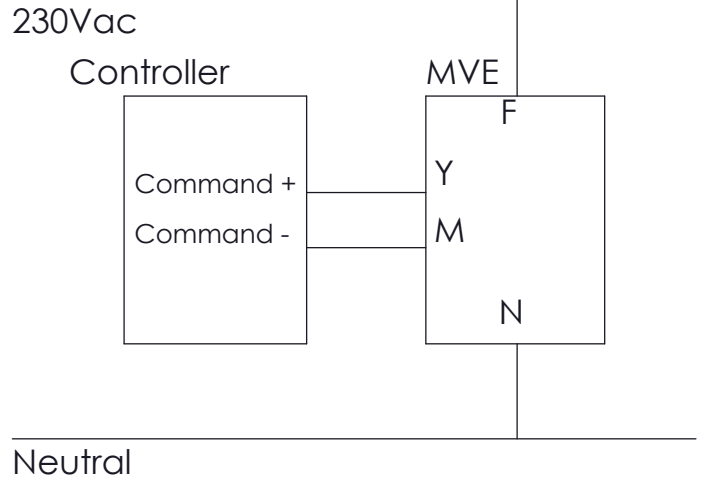 230Vac
Controller
MVE
F
Command +
Y
Command -
M
N
Neutral